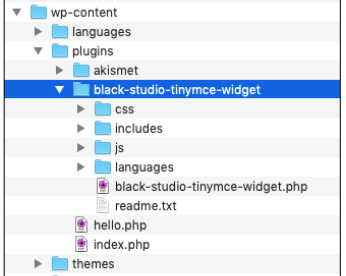 wp-content
languages
plugins
akismet
black-studio-tinymce-widget
css
includes
js
languages
black-studio-tinymce-widget.php
readme.txt
hello.php
index.php
themes